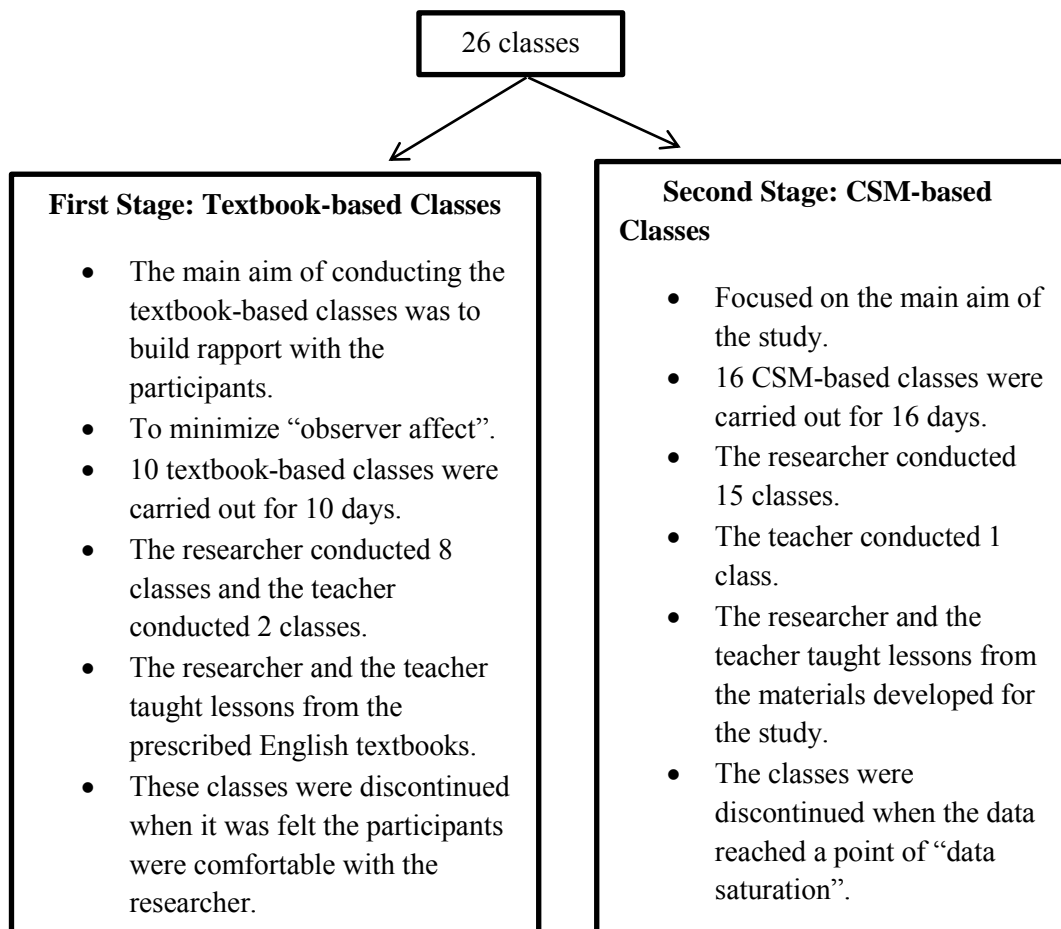 26 classes
First Stage: Textbook-based Classes
• The main aim of conducting the
textbook-based classes was to
build rapport with the
participants.
• To minimize “observer affect”.
• 10 textbook-based classes were
carried out for 10 days.
• The researcher conducted 8
classes and the teacher
conducted 2 classes.
• The researcher and the teacher
taught lessons from the
prescribed English textbooks.
• These classes were discontinued
when it was felt the participants
were comfortable with the
researcher.
Second Stage: CSM-based
Classes
• Focused on the main aim of
the study.
• 16 CSM-based classes were
carried out for 16 days.
• The researcher conducted
15 classes.
• The teacher conducted 1
class.
• The researcher and the
teacher taught lessons from
the materials developed for
the study.
• The classes were
discontinued when the data
reached a point of “data
saturation”.